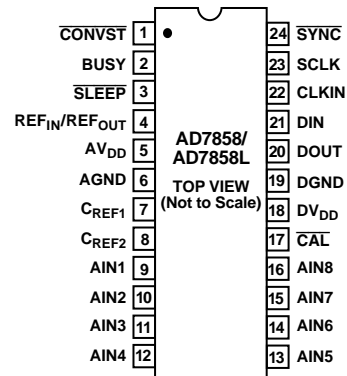 CONVST 1 24 SYNC
BUSY 2 23 SCLK
SLEEP 3 22 CLKIN
REFIN/REFOUT 4 21 DIN
AVDD 5 AD7858/ 20 DOUT
AGND 6 AD7858L 19 DGND
CREF1 7 TOP VIEW 18 DVDD
CREF2 8 (Not to Scale) 17 CAL
AIN1 9 16 AIN8
AIN2 10 15 AIN7
AIN3 11 14 AIN6
AIN4 12 13 AIN5